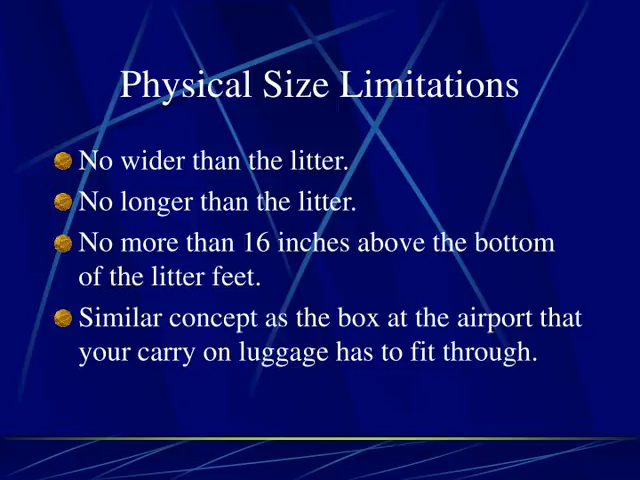 Physical Size Limitations
No wider than the litter.
No longer than the litter.
No more than 16 inches above the bottom
of the litter feet.
Similar concept as the box at the airport that
your carry on luggage has to fit through.